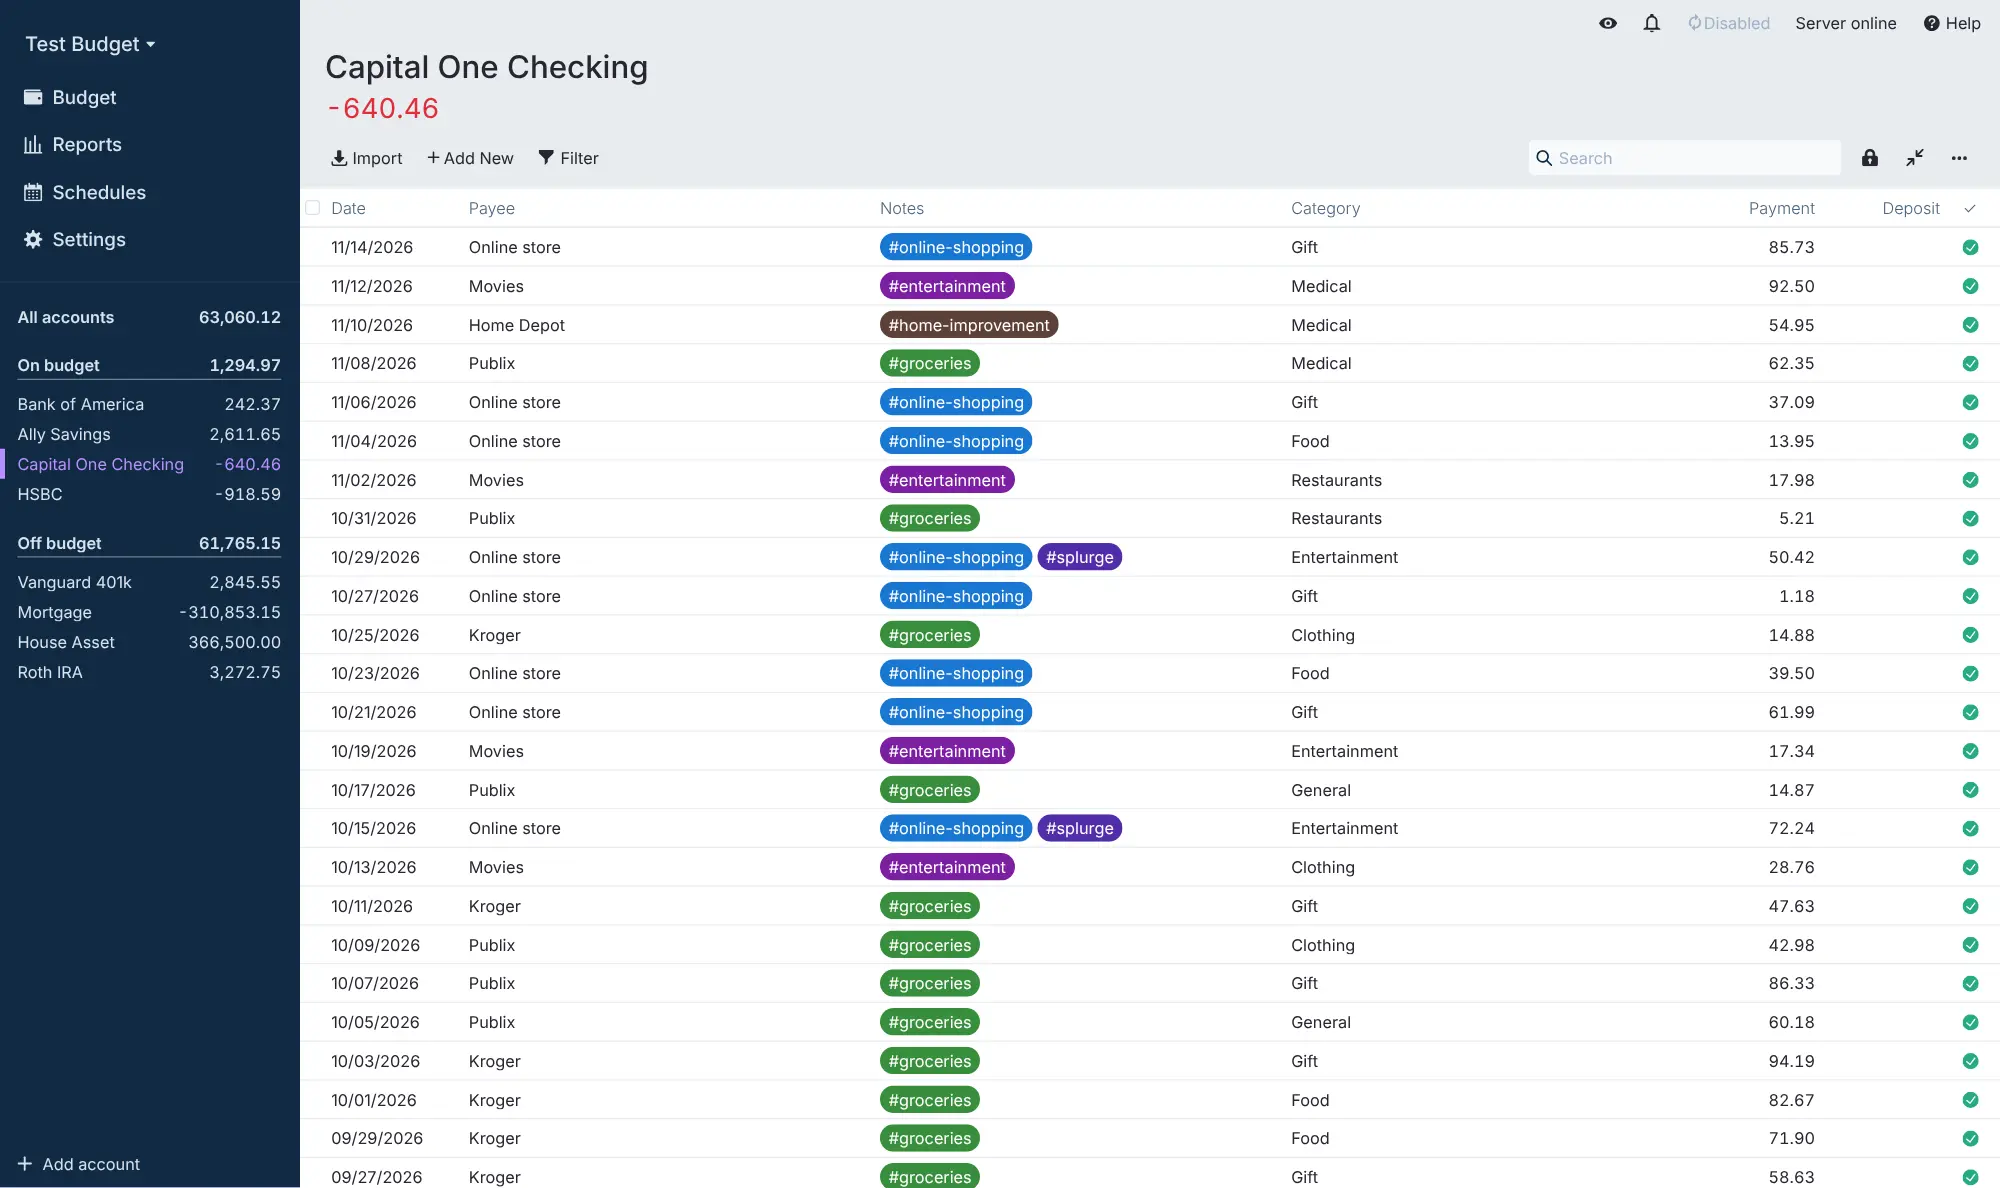 Test Budget
Budget
Reports
Schedules
Settings
All accounts 63,060.12
On budget 1,294.97
Bank of America 242.37
Ally Savings 2,611.65
Capital One Checking -640.46
HSBC -918.59
Off budget 61,765.15
Vanguard 401k 2,845.55
Mortgage -310,853.15
House Asset 366,500.00
Roth IRA 3,272.75
+ Add account
Disabled Server online Help
Capital One Checking
-640.46
Import + Add New Filter Search
Date Payee Notes Category Payment Deposit
11/14/2026 Online store #online-shopping Gift 85.73
11/12/2026 Movies #entertainment Medical 92.50
11/10/2026 Home Depot #home-improvement Medical 54.95
11/08/2026 Publix #groceries Medical 62.35
11/06/2026 Online store #online-shopping Gift 37.09
11/04/2026 Online store #online-shopping Food 13.95
11/02/2026 Movies #entertainment Restaurants 17.98
10/31/2026 Publix #groceries Restaurants 5.21
10/29/2026 Online store #online-shopping #splurge Entertainment 50.42
10/27/2026 Online store #online-shopping Gift 1.18
10/25/2026 Kroger #groceries Clothing 14.88
10/23/2026 Online store #online-shopping Food 39.50
10/21/2026 Online store #online-shopping Gift 61.99
10/19/2026 Movies #entertainment Entertainment 17.34
10/17/2026 Publix #groceries General 14.87
10/15/2026 Online store #online-shopping #splurge Entertainment 72.24
10/13/2026 Movies #entertainment Clothing 28.76
10/11/2026 Kroger #groceries Gift 47.63
10/09/2026 Publix #groceries Clothing 42.98
10/07/2026 Publix #groceries Gift 86.33
10/05/2026 Publix #groceries General 60.18
10/03/2026 Kroger #groceries Gift 94.19
10/01/2026 Kroger #groceries Food 82.67
09/29/2026 Kroger #groceries Food 71.90
09/27/2026 Kroger #groceries Gift 58.63